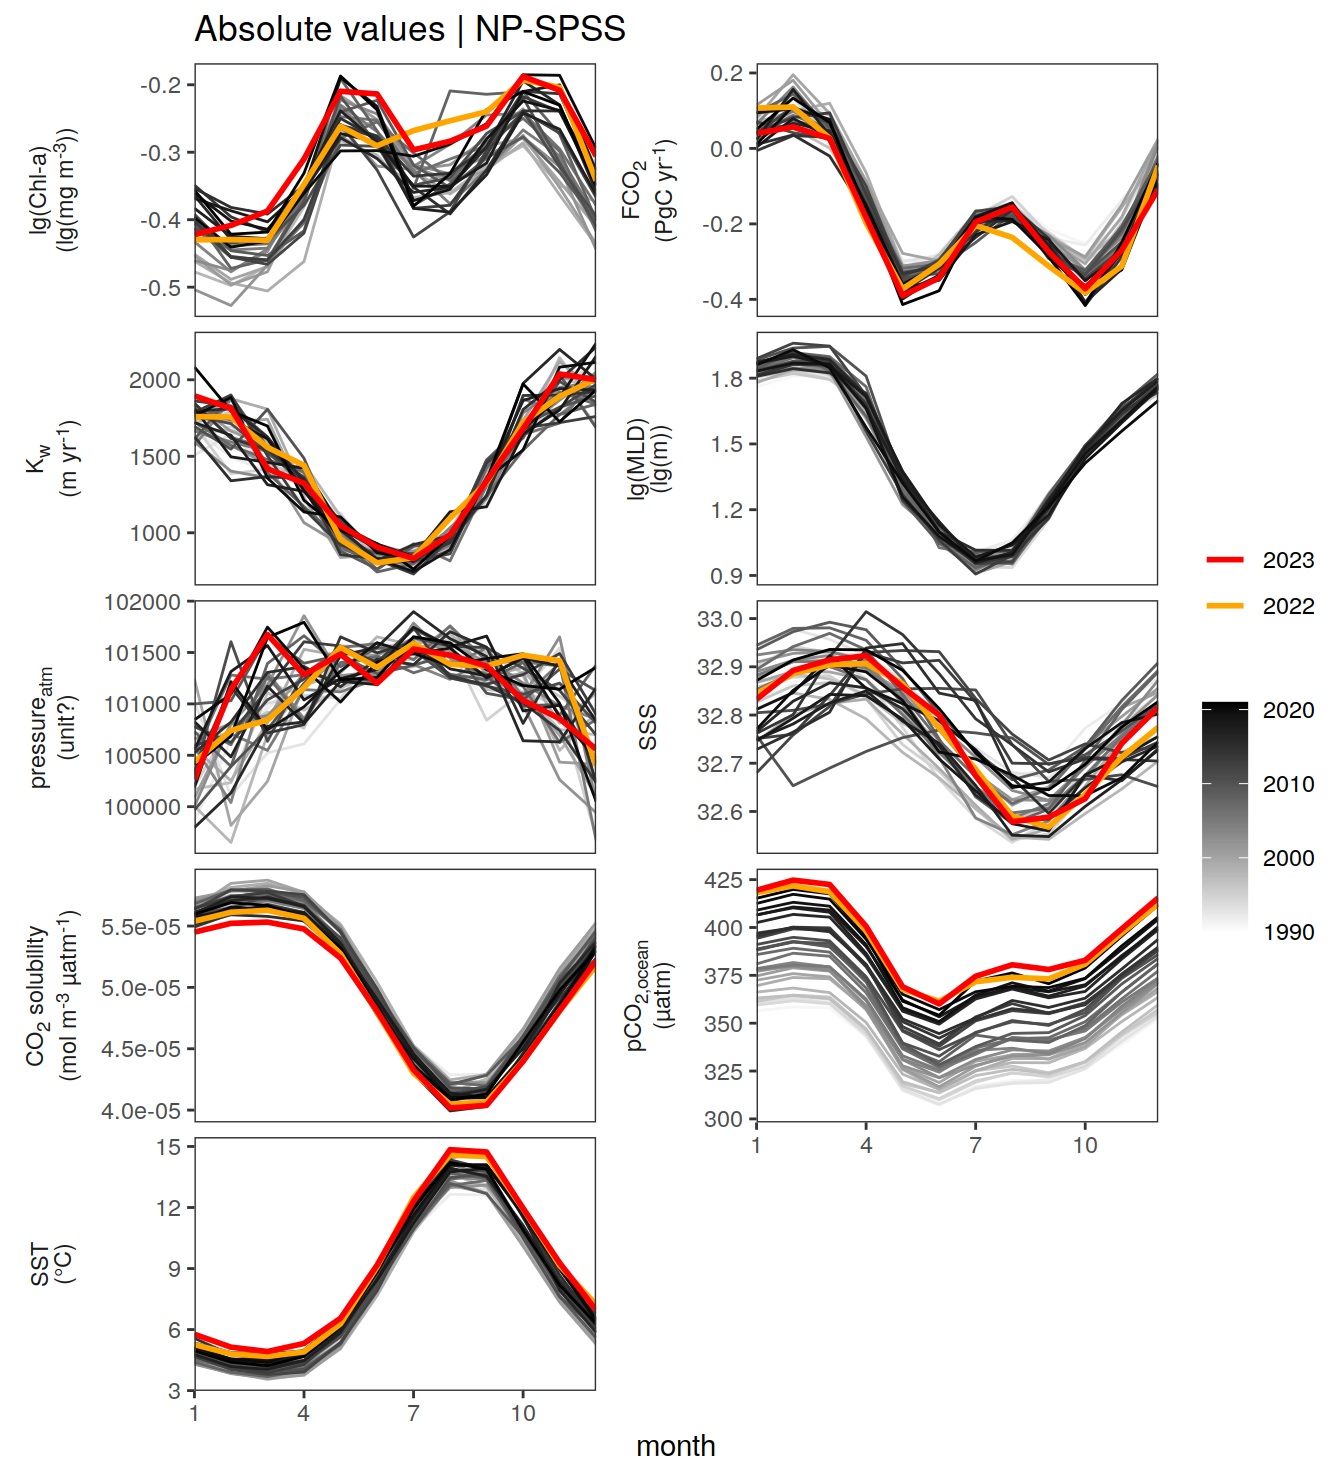 Absolute values | NP-SPSS
lg(Chl-a)
(lg(mg m⁻³))
-0.2
-0.3
-0.4
-0.5
FCO₂
(PgC yr⁻¹)
0.2
0.0
-0.2
-0.4
K_w
(m yr⁻¹)
2000
1500
1000
lg(MLD)
(lg(m))
1.8
1.5
1.2
0.9
pressure_atm
(unit?)
102000
101500
101000
100500
100000
SSS
33.0
32.9
32.8
32.7
32.6
CO₂ solubility
(mol m⁻³ µatm⁻¹)
5.5e-05
5.0e-05
4.5e-05
4.0e-05
pCO₂,ocean
(µatm)
425
400
375
350
325
300
1 4 7 10
SST
(°C)
15
12
9
6
3
1 4 7 10
month
2023
2022
2020
2010
2000
1990